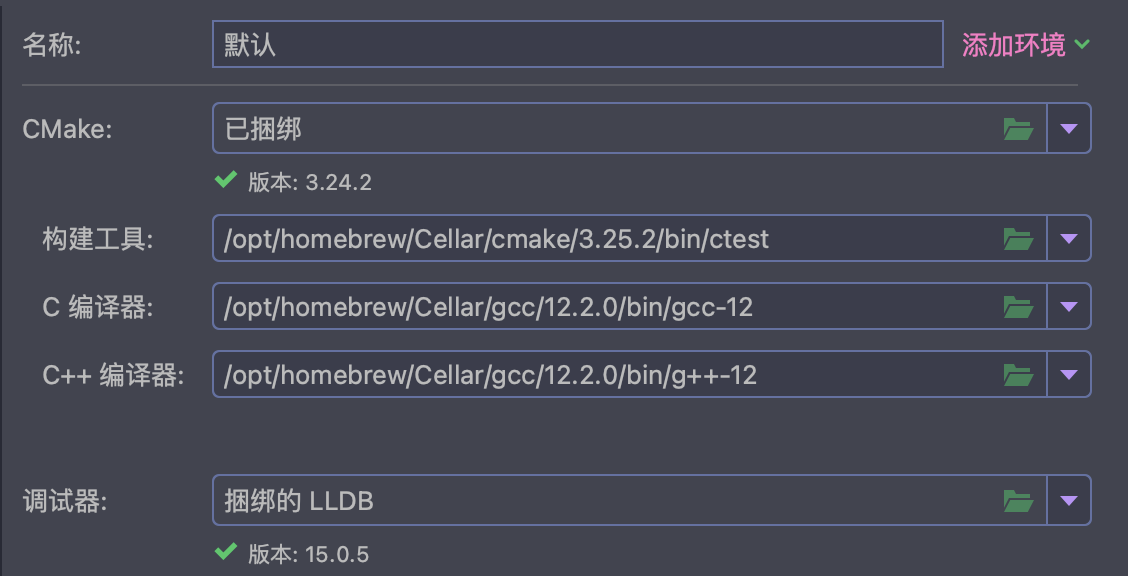 名称: 默认 添加环境
CMake: 已捆绑
版本: 3.24.2
构建工具: /opt/homebrew/Cellar/cmake/3.25.2/bin/ctest
C 编译器: /opt/homebrew/Cellar/gcc/12.2.0/bin/gcc-12
C++ 编译器: /opt/homebrew/Cellar/gcc/12.2.0/bin/g++-12
调试器: 捆绑的 LLDB
版本: 15.0.5